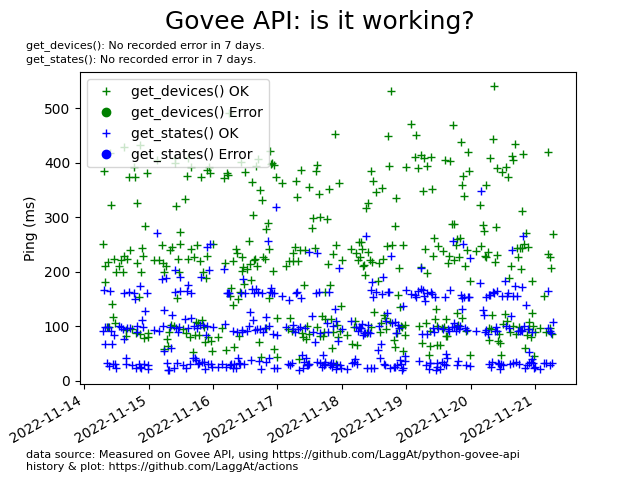 Govee API: is it working?
get_devices(): No recorded error in 7 days.
get_states(): No recorded error in 7 days.
get_devices() OK
get_devices() Error
get_states() OK
get_states() Error
Ping (ms)
500
400
300
200
100
0
2022-11-14
2022-11-15
2022-11-16
2022-11-17
2022-11-18
2022-11-19
2022-11-20
2022-11-21
data source: Measured on Govee API, using https://github.com/LaggAt/python-govee-api
history & plot: https://github.com/LaggAt/actions